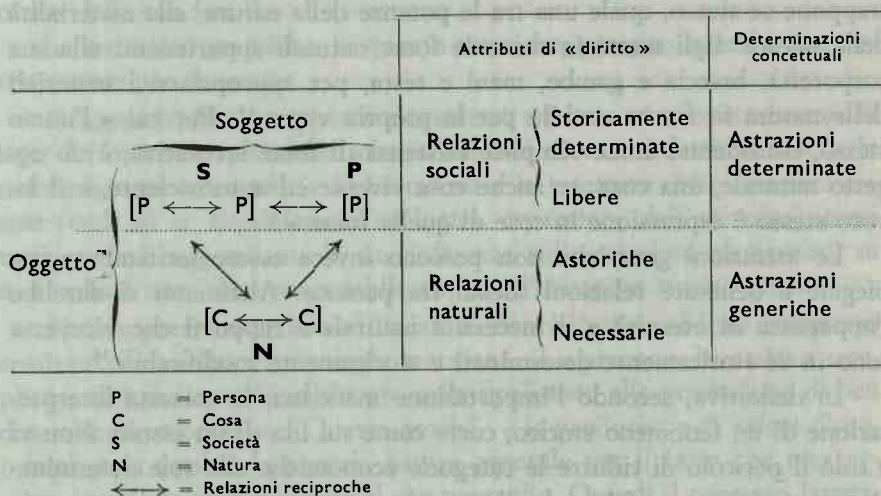 Attributi di « diritto »
Determinazioni
concettuali
Soggetto
S P
[P ⟷ P] ⟷ [P]
Oggetto
[C ⟷ C]
N
Relazioni
sociali
Storicamente
determinate
Libere
Astrazioni
determinate
Relazioni
naturali
Astoriche
Necessarie
Astrazioni
generiche
P = Persona
C = Cosa
S = Società
N = Natura
⟷ = Relazioni reciproche